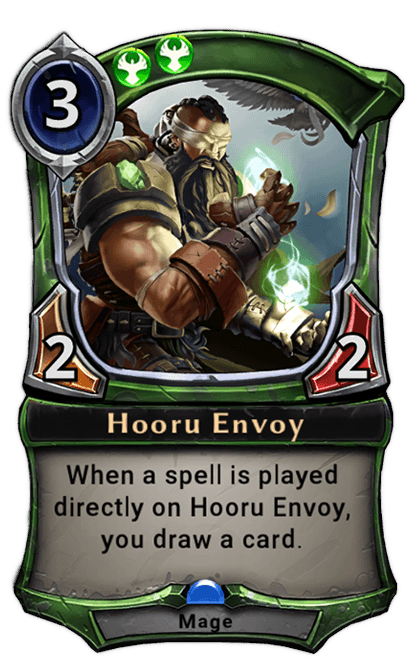 3
2
2
Hooru Envoy
When a spell is played
directly on Hooru Envoy,
you draw a card.
Mage